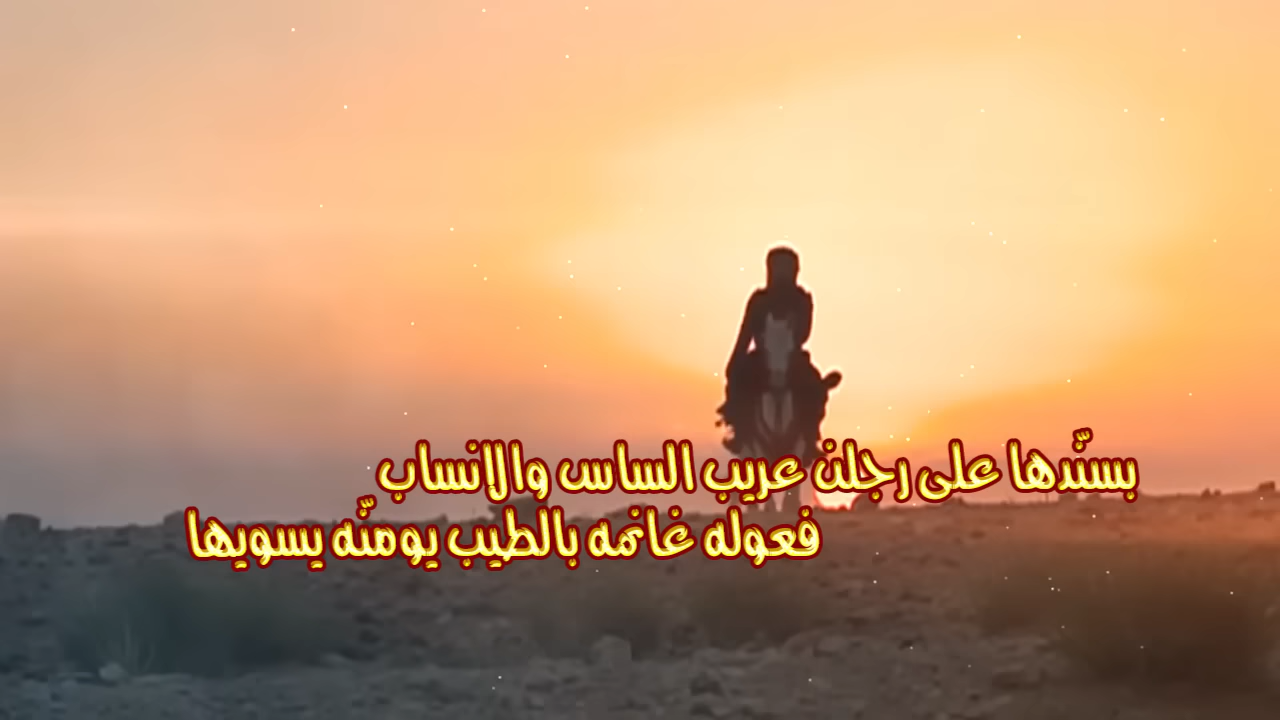 بسنّدها على رجلن عريب الساس والانساب
فعوله غانمه بالطيب يومنّه يسويها